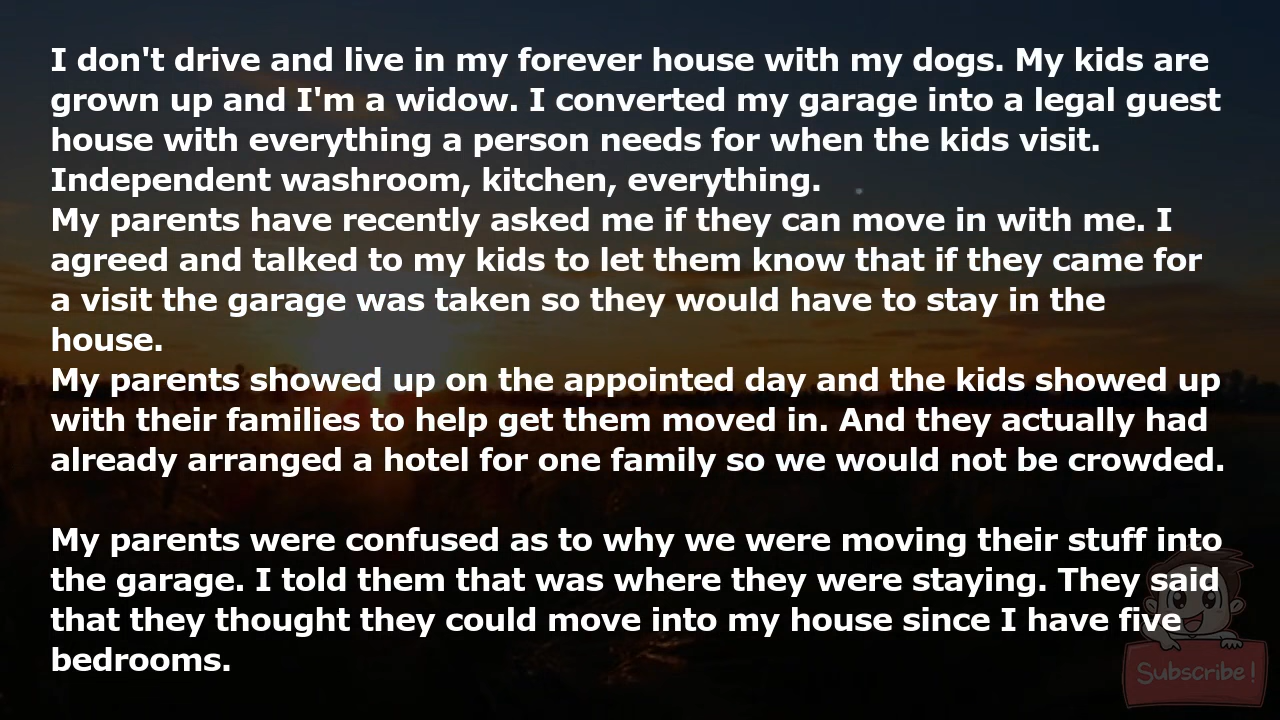 I don't drive and live in my forever house with my dogs. My kids are
grown up and I'm a widow. I converted my garage into a legal guest
house with everything a person needs for when the kids visit.
Independent washroom, kitchen, everything.
My parents have recently asked me if they can move in with me. I
agreed and talked to my kids to let them know that if they came for
a visit the garage was taken so they would have to stay in the
house.
My parents showed up on the appointed day and the kids showed up
with their families to help get them moved in. And they actually had
already arranged a hotel for one family so we would not be crowded.
My parents were confused as to why we were moving their stuff into
the garage. I told them that was where they were staying. They said
that they thought they could move into my house since I have five
bedrooms.
Subscribe!